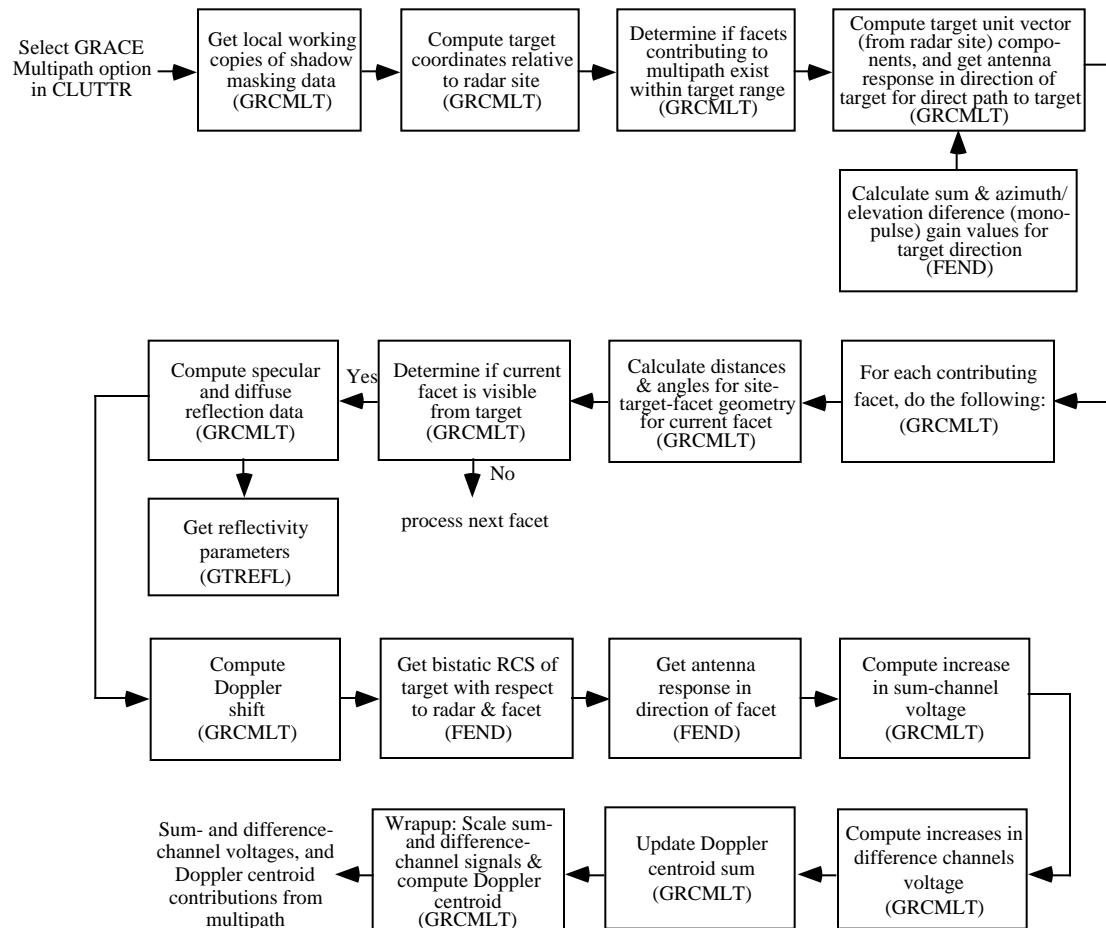 Select GRACE
Multipath option
in CLUTTR
Get local working
copies of shadow
masking data
(GRCMLT)
Compute target
coordinates relative
to radar site
(GRCMLT)
Determine if facets
contributing to
multipath exist
within target range
(GRCMLT)
Compute target unit vector
(from radar site) compo-
nents, and get antenna
response in direction of
target for direct path to target
(GRCMLT)
Calculate sum & azimuth/
elevation diference (mono-
pulse) gain values for
target direction
(FEND)
For each contributing
facet, do the following:
(GRCMLT)
Calculate distances
& angles for site-
target-facet geometry
for current facet
(GRCMLT)
Determine if current
facet is visible
from target
(GRCMLT)
Yes
No
process next facet
Compute specular
and diffuse
reflection data
(GRCMLT)
Get reflectivity
parameters
(GTREFL)
Compute
Doppler
shift
(GRCMLT)
Get bistatic RCS of
target with respect
to radar & facet
(FEND)
Get antenna
response in
direction of facet
(FEND)
Compute increase
in sum-channel
voltage
(GRCMLT)
Compute increases in
difference channels
voltage
(GRCMLT)
Update Doppler
centroid sum
(GRCMLT)
Wrapup: Scale sum-
and difference-
channel signals &
compute Doppler
centroid
(GRCMLT)
Sum- and difference-
channel voltages, and
Doppler centroid
contributions from
multipath